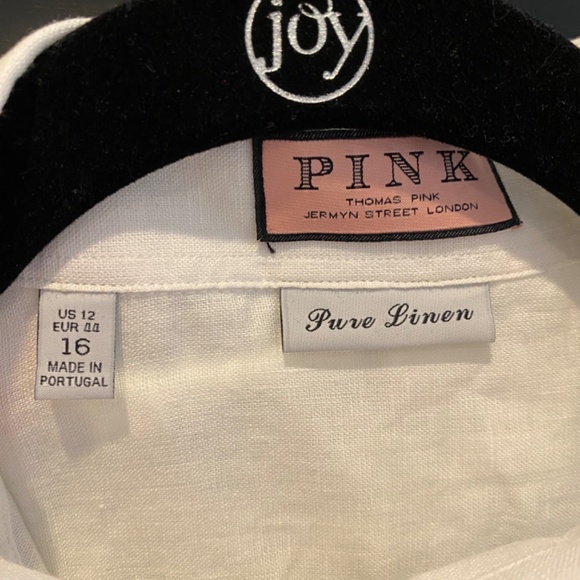 joy
PINK
THOMAS PINK
JERMYN STREET LONDON
US 12
EUR 44
16
MADE IN
PORTUGAL
Pure Linen